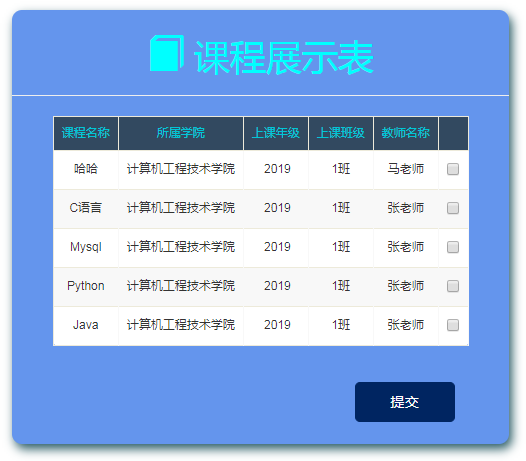 课程展示表
课程名称 所属学院 上课年级 上课班级 教师名称
哈哈 计算机工程技术学院 2019 1班 马老师
C语言 计算机工程技术学院 2019 1班 张老师
Mysql 计算机工程技术学院 2019 1班 张老师
Python 计算机工程技术学院 2019 1班 张老师
Java 计算机工程技术学院 2019 1班 张老师
提交